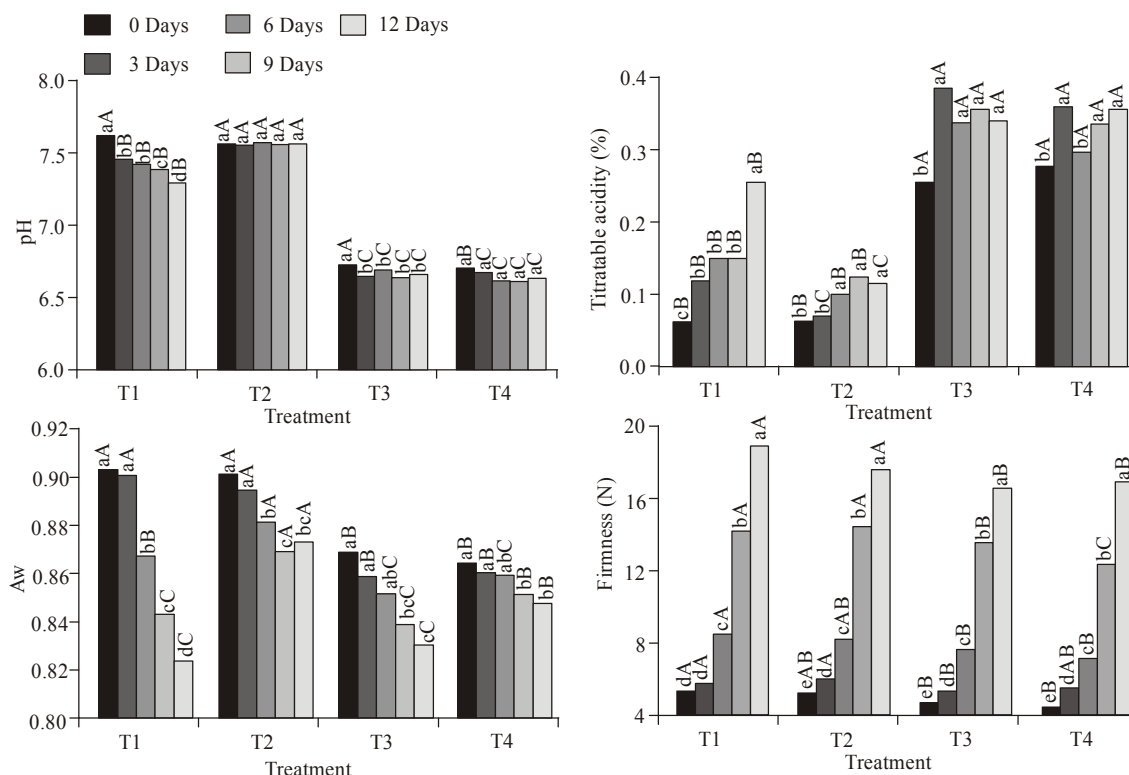 0 Days
6 Days
12 Days
3 Days
9 Days
8.0
7.5
7.0
6.5
6.0
pH
aA
bB
bB
cB
dB
aA
aA
aA
aA
aA
aA
bC
bC
bC
bC
aB
aC
aC
aC
aC
T1
T2
T3
T4
Treatment
0.4
0.3
0.2
0.1
0.0
Titratable acidity (%)
cB
bB
bB
bB
aB
bB
bC
aB
aB
aC
bA
aA
aA
aA
aA
bA
aA
bA
aA
aA
T1
T2
T3
T4
Treatment
0.92
0.90
0.88
0.86
0.84
0.82
0.80
Aw
aA
aA
bB
cC
dC
aA
aA
bA
cA
bcA
aB
aB
abC
bcC
cC
aB
aB
abC
bB
bB
T1
T2
T3
T4
Treatment
20
16
12
8
4
Firmness (N)
dA
dA
cA
bA
aA
eAB
dA
cAB
bA
aA
eB
dB
cB
bB
aB
eB
dAB
cB
bC
aB
T1
T2
T3
T4
Treatment